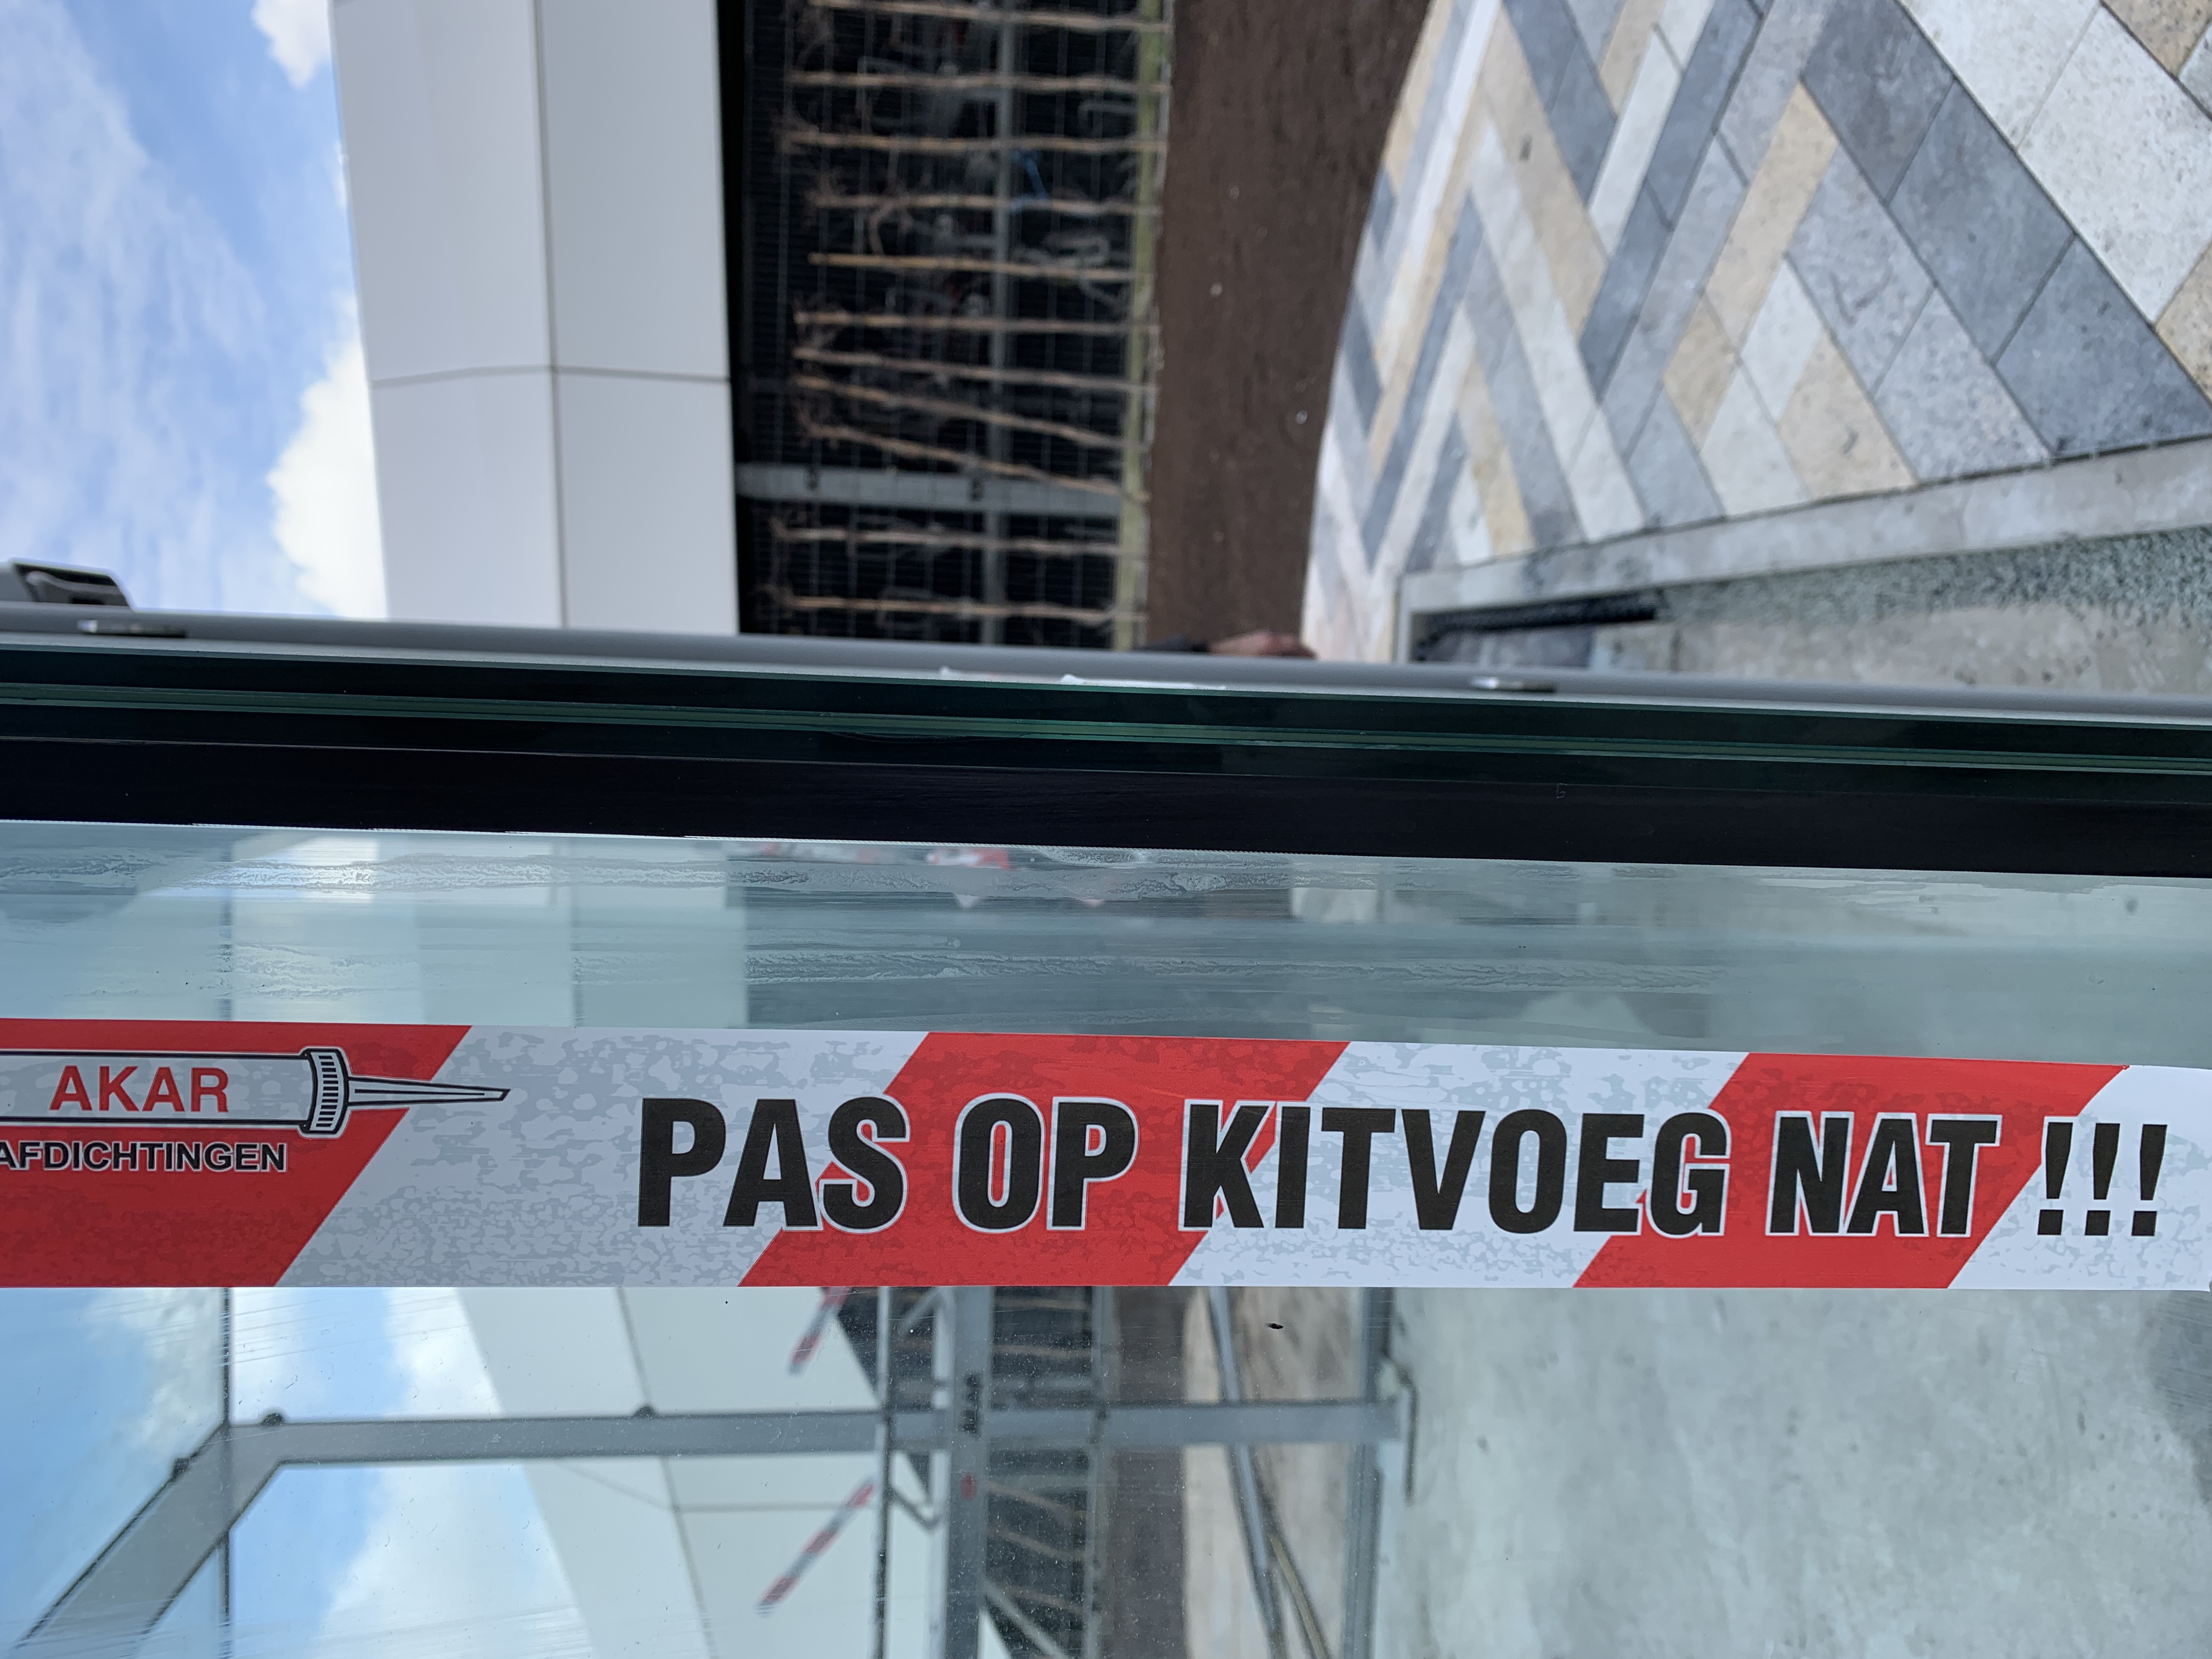 AKAR
AFDICHTINGEN
PAS OP KITVOEG NAT !!!